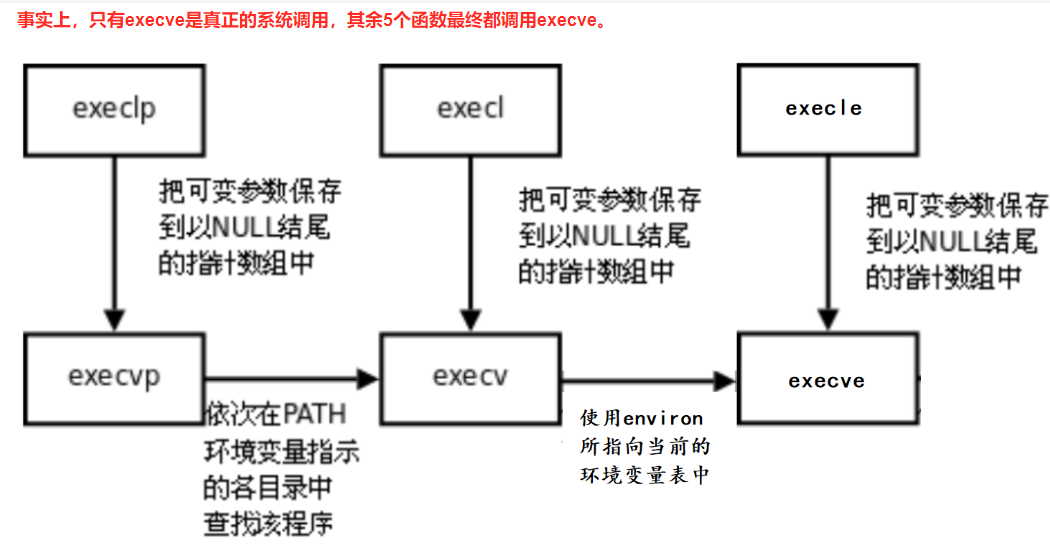 事实上，只有execve是真正的系统调用，其余5个函数最终都调用execve。
execlp
execl
execle
把可变参数保存
到以NULL结尾
的指针数组中
把可变参数保存
到以NULL结尾
的指针数组中
把可变参数保存
到以NULL结尾
的指针数组中
execvp
execv
execve
依次在PATH
环境变量指示
的各目录中
查找该程序
使用environ
所指向当前的
环境变量表中